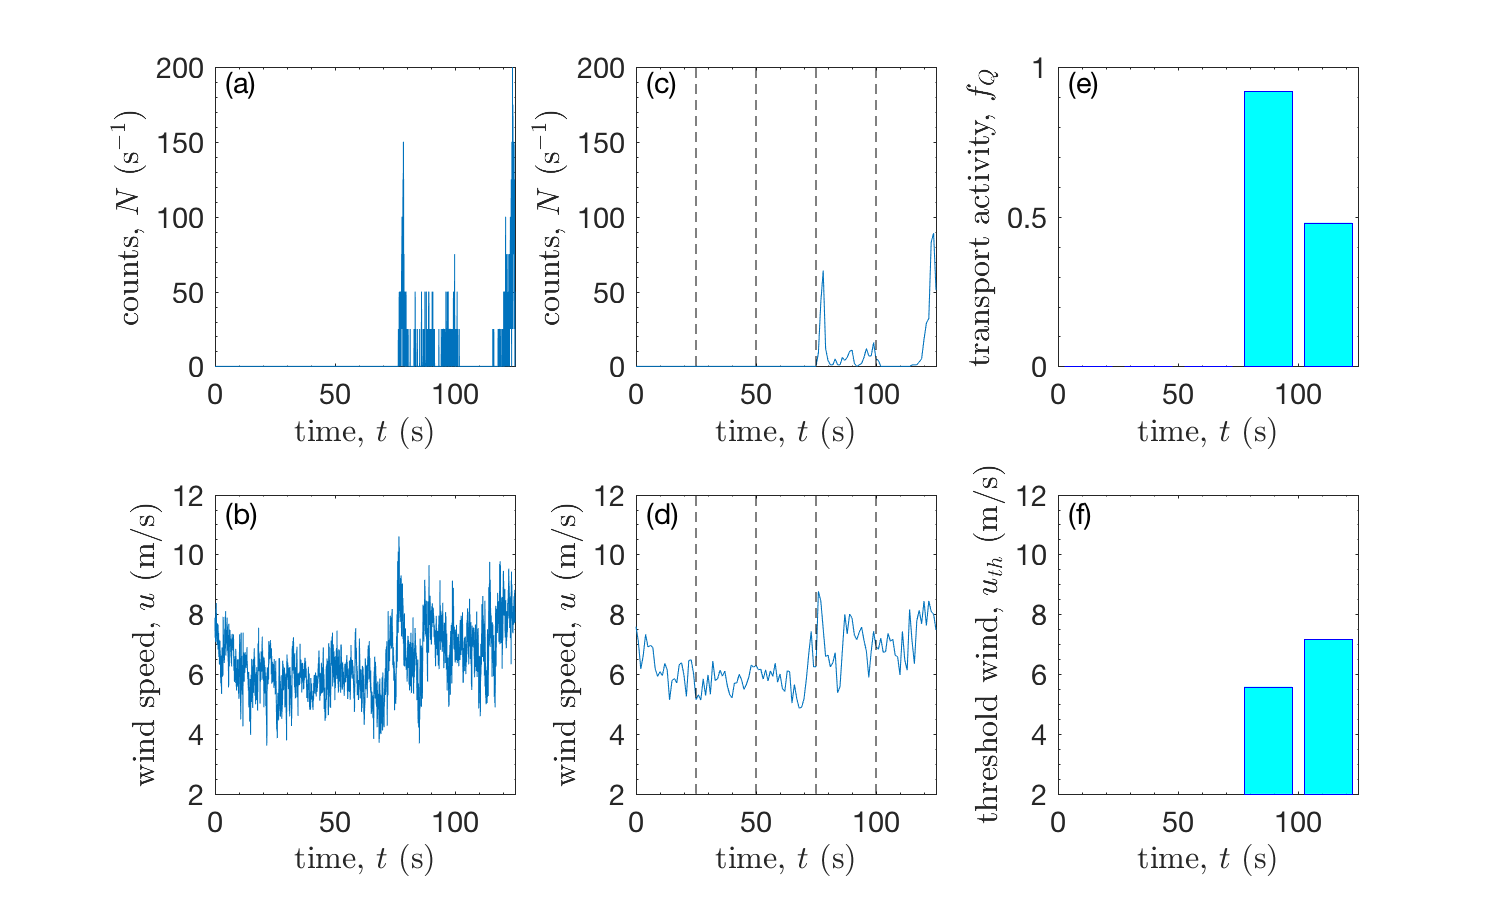 (a)
200
150
100
50
0
counts, N (s⁻¹)
0 50 100
time, t (s)
(c)
200
150
100
50
0
counts, N (s⁻¹)
0 50 100
time, t (s)
(e)
1
0.5
0
transport activity, f_Q
0 50 100
time, t (s)
(b)
12
10
8
6
4
2
wind speed, u (m/s)
0 50 100
time, t (s)
(d)
12
10
8
6
4
2
wind speed, u (m/s)
0 50 100
time, t (s)
(f)
12
10
8
6
4
2
threshold wind, u_th (m/s)
0 50 100
time, t (s)